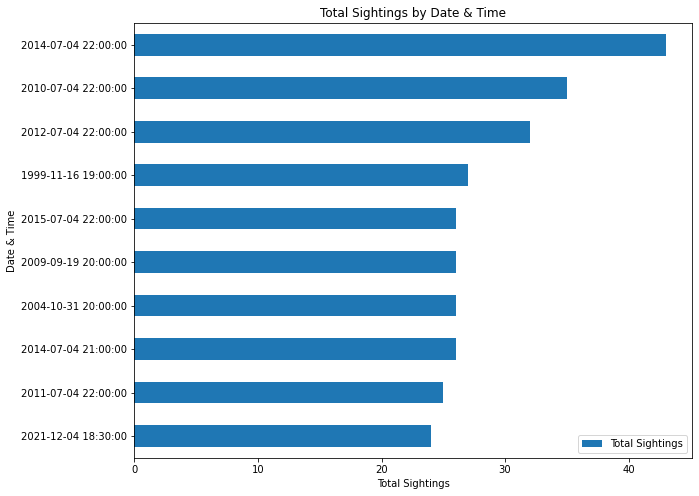 Total Sightings by Date & Time
2014-07-04 22:00:00
2010-07-04 22:00:00
2012-07-04 22:00:00
1999-11-16 19:00:00
2015-07-04 22:00:00
2009-09-19 20:00:00
2004-10-31 20:00:00
2014-07-04 21:00:00
2011-07-04 22:00:00
2021-12-04 18:30:00
Date & Time
Total Sightings
0 10 20 30 40
Total Sightings